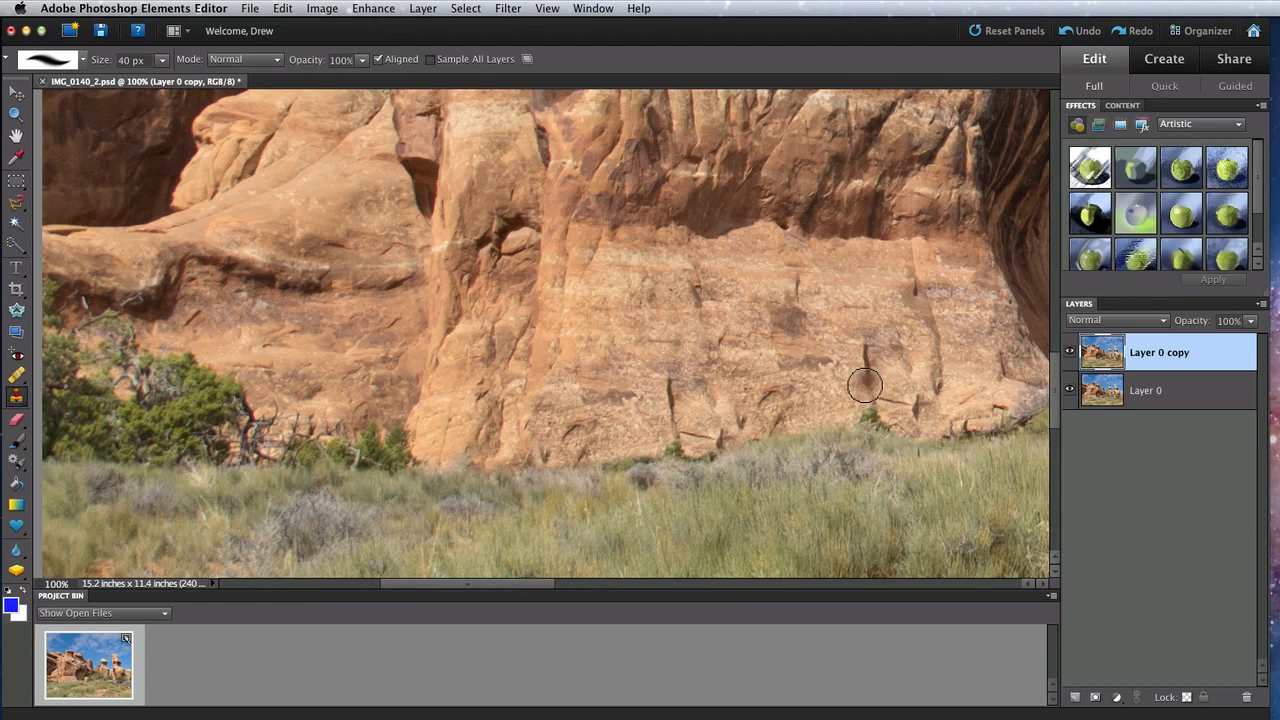 Adobe Photoshop Elements Editor File Edit Image Enhance Layer Select Filter View Window Help
Welcome, Drew Reset Panels Undo Redo Organizer
Size: 40 px Mode: Normal Opacity: 100% Aligned Sample All Layers
Edit Create Share
IMG_0140_2.psd @ 100% (Layer 0 copy, RGB/8) *
Full Quick Guided
EFFECTS CONTENT
Artistic
Apply
LAYERS
Normal Opacity: 100%
Layer 0 copy
Layer 0
100% 15.2 inches x 11.4 inches (240 ...
PROJECT BIN
Show Open Files
Lock: